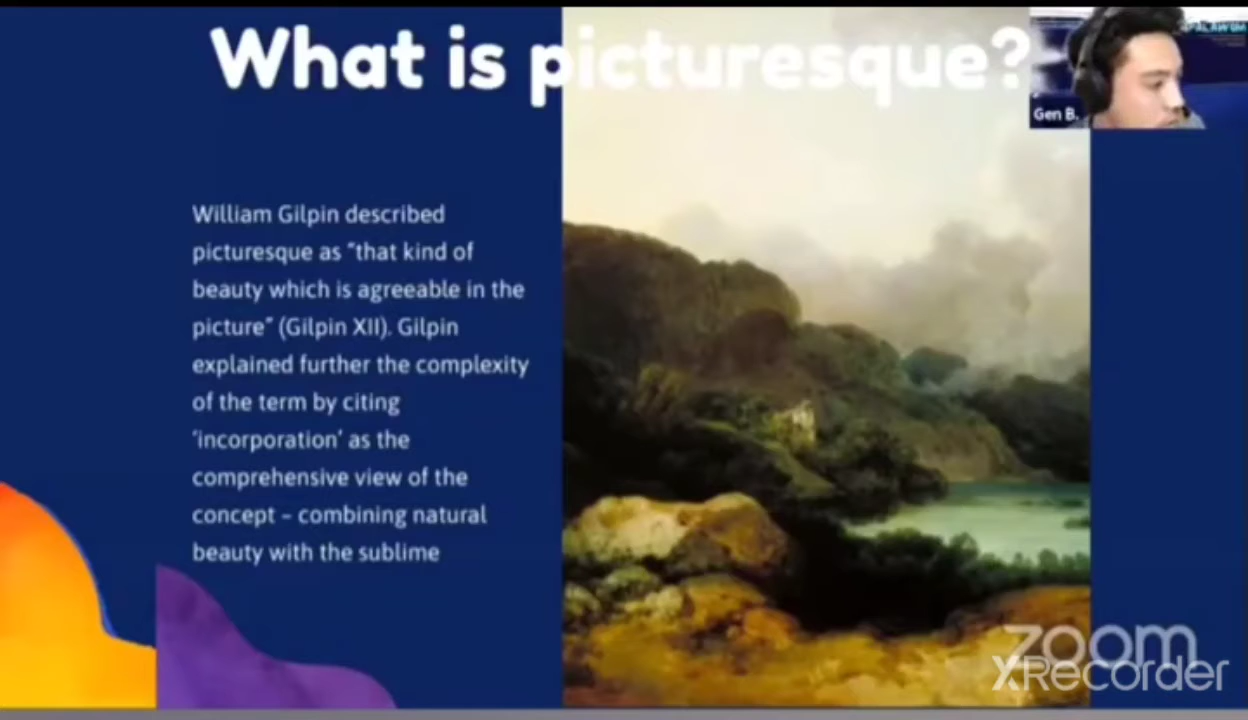 What is picturesque?
Gen B.
William Gilpin described
picturesque as "that kind of
beauty which is agreeable in the
picture" (Gilpin XII). Gilpin
explained further the complexity
of the term by citing
'incorporation' as the
comprehensive view of the
concept – combining natural
beauty with the sublime
zoom
XRecorder